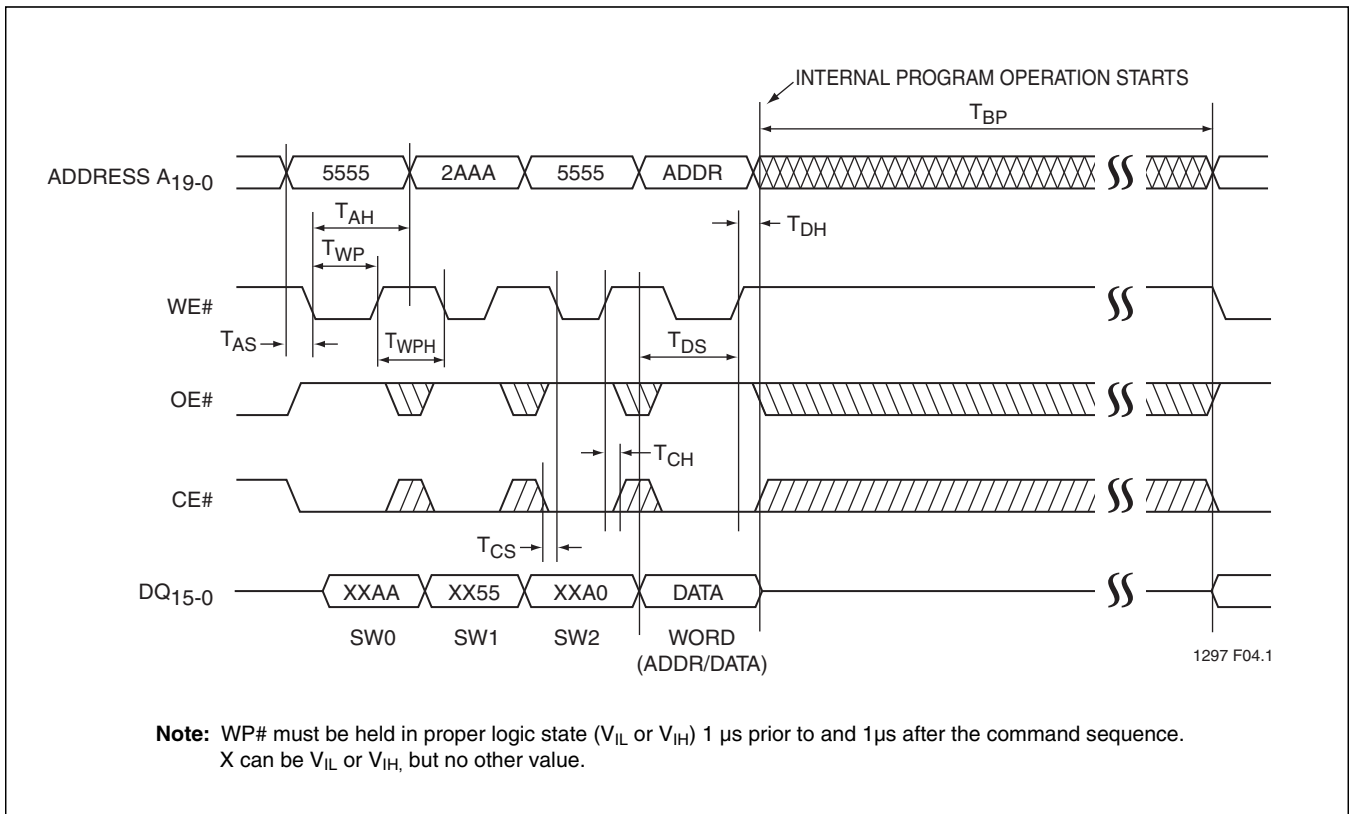 INTERNAL PROGRAM OPERATION STARTS
TBP
ADDRESS A19-0
5555 2AAA 5555 ADDR
TAH
TDH
TWP
WE#
TAS
TWPH
TDS
OE#
TCH
CE#
TCS
DQ15-0
XXAA XX55 XXA0 DATA
SW0 SW1 SW2 WORD
(ADDR/DATA)
1297 F04.1
Note: WP# must be held in proper logic state (VIL or VIH) 1 µs prior to and 1µs after the command sequence.
X can be VIL or VIH, but no other value.